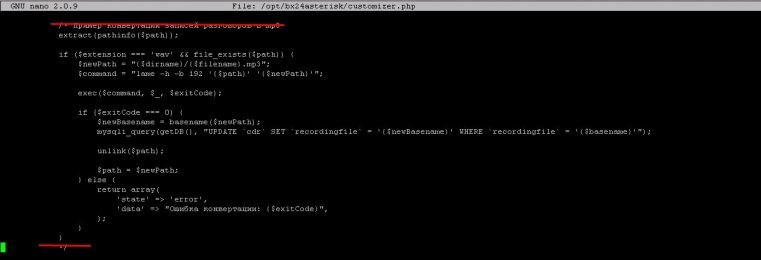 GNU nano 2.0.9 File: /opt/bx24asterisk/customizer.php
/* Пример конвертации записей разговоров в mp3
extract(pathinfo($path));
if ($extension === 'wav' && file_exists($path)) {
$newPath = "{$dirname}/{$filename}.mp3";
$command = "lame -h -b 192 '{$path}' '{$newPath}'";
exec($command, $_, $exitCode);
if ($exitCode === 0) {
$newBasename = basename($newPath);
mysqli_query(getDB(), "UPDATE `cdr` SET `recordingfile` = '{$newBasename}' WHERE `recordingfile` = '{$basename}'");
unlink($path);
$path = $newPath;
} else {
return array(
'state' => 'error',
'data' => "Ошибка конвертации: {$exitCode}",
);
}
}
*/